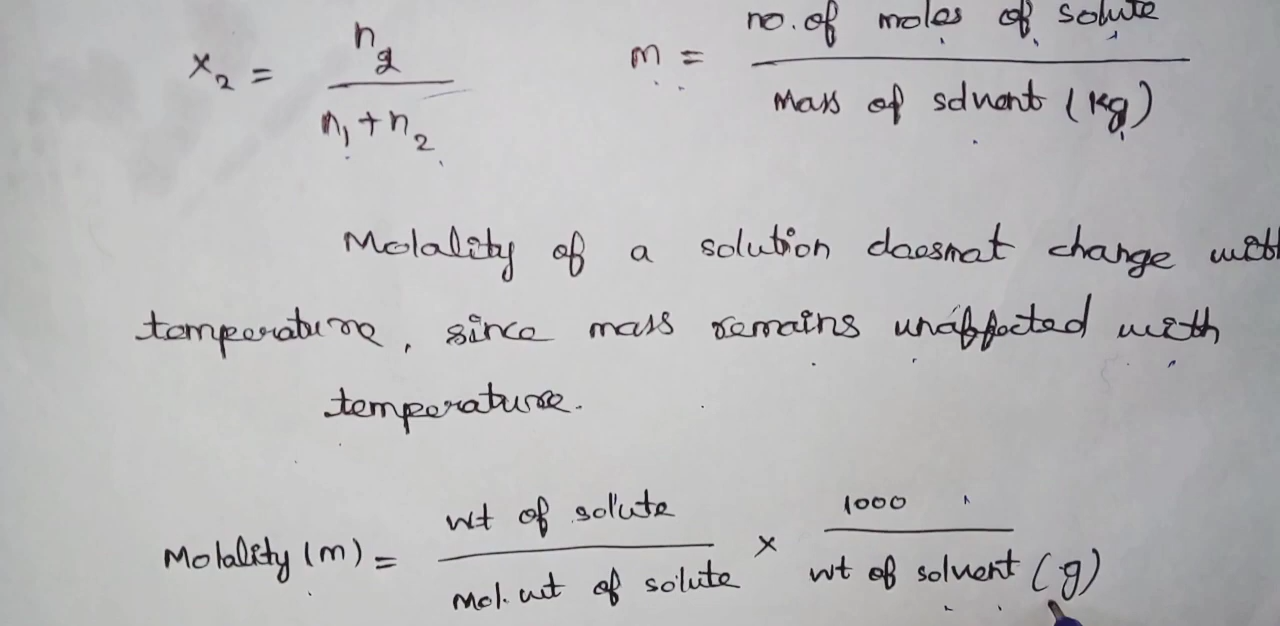 x₂ = n₂ / n₁ + n₂
m = no. of moles of solute / mass of solvent (kg)
Molality of a solution doesnot change with
temperature, since mass remains unaffected with
temperature.
Molality (m) = wt of solute / mol. wt of solute × 1000 / wt of solvent (g)